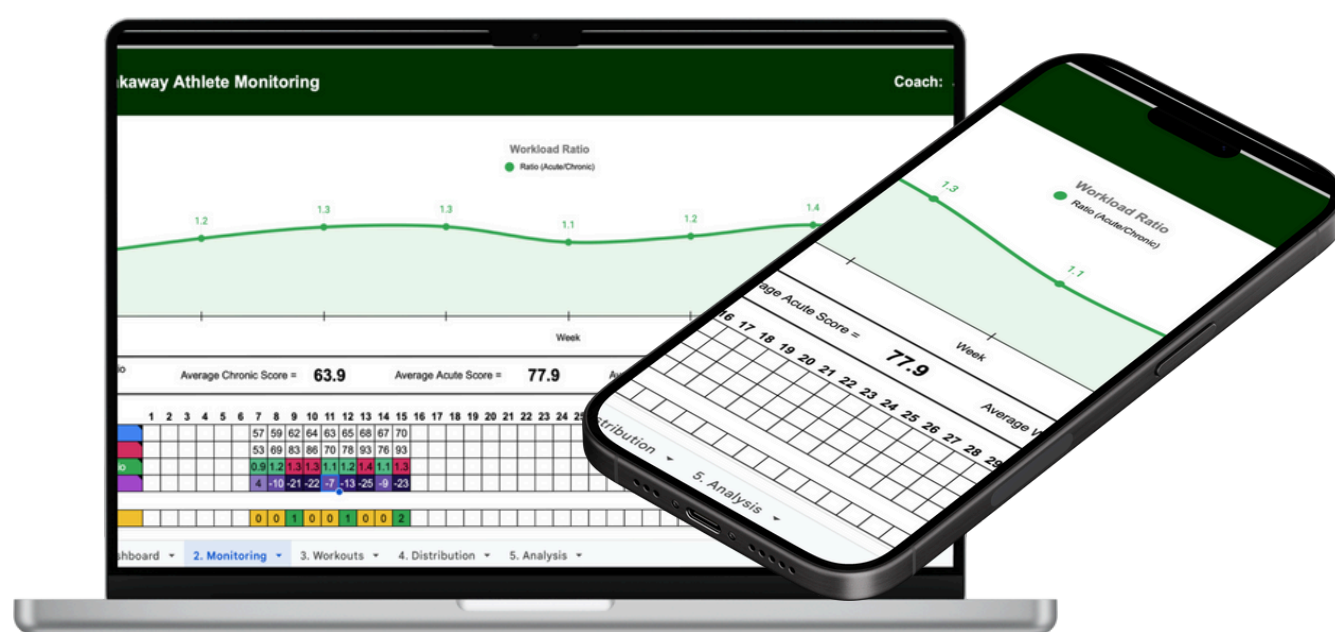 kaway Athlete Monitoring
Coach:
Workload Ratio
Ratio (Acute/Chronic)
1.2 1.3 1.3 1.1 1.2 1.4
Week
io Average Chronic Score = 63.9 Average Acute Score = 77.9
1 2 3 4 5 6 7 8 9 10 11 12 13 14 15 16 17 18 19 20 21 22 23 24
57 59 62 64 63 65 68 67 70
53 69 83 86 70 78 93 76 93
io 0.9 1.2 1.3 1.3 1.1 1.2 1.4 1.1 1.3
4 -10 -21 -22 -7 -13 -25 -9 -23
0 0 1 0 0 1 0 0 2
shboard 2. Monitoring 3. Workouts 4. Distribution 5. Analysis
Workload Ratio
Ratio (Acute/Chronic)
1.3
1.1
Week
age Acute Score = 77.9 Average
16 17 18 19 20 21 22 23 24 25 26 27 28 29
stribution 5. Analysis